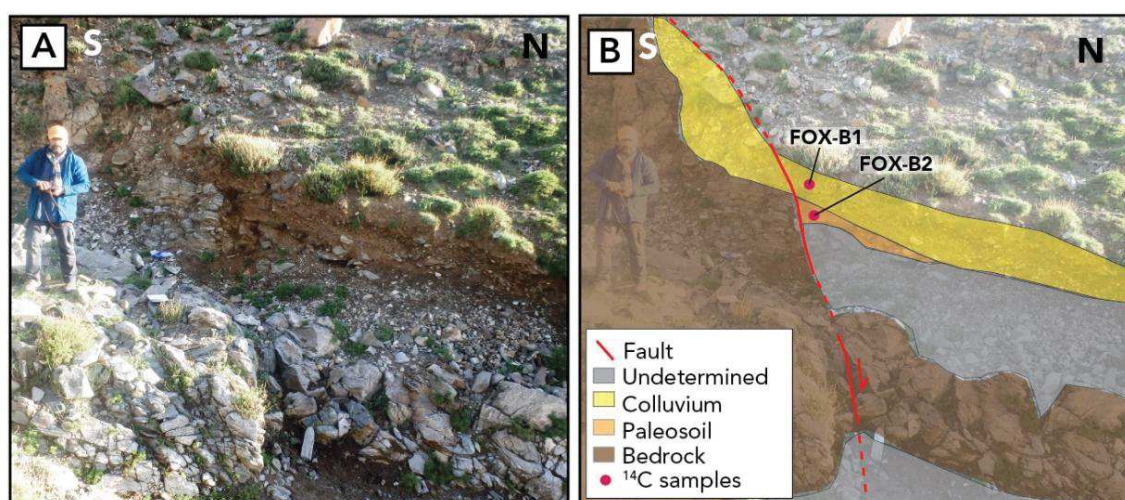 A S N
B S N
FOX-B1
FOX-B2
Fault
Undetermined
Colluvium
Paleosoil
Bedrock
¹⁴C samples